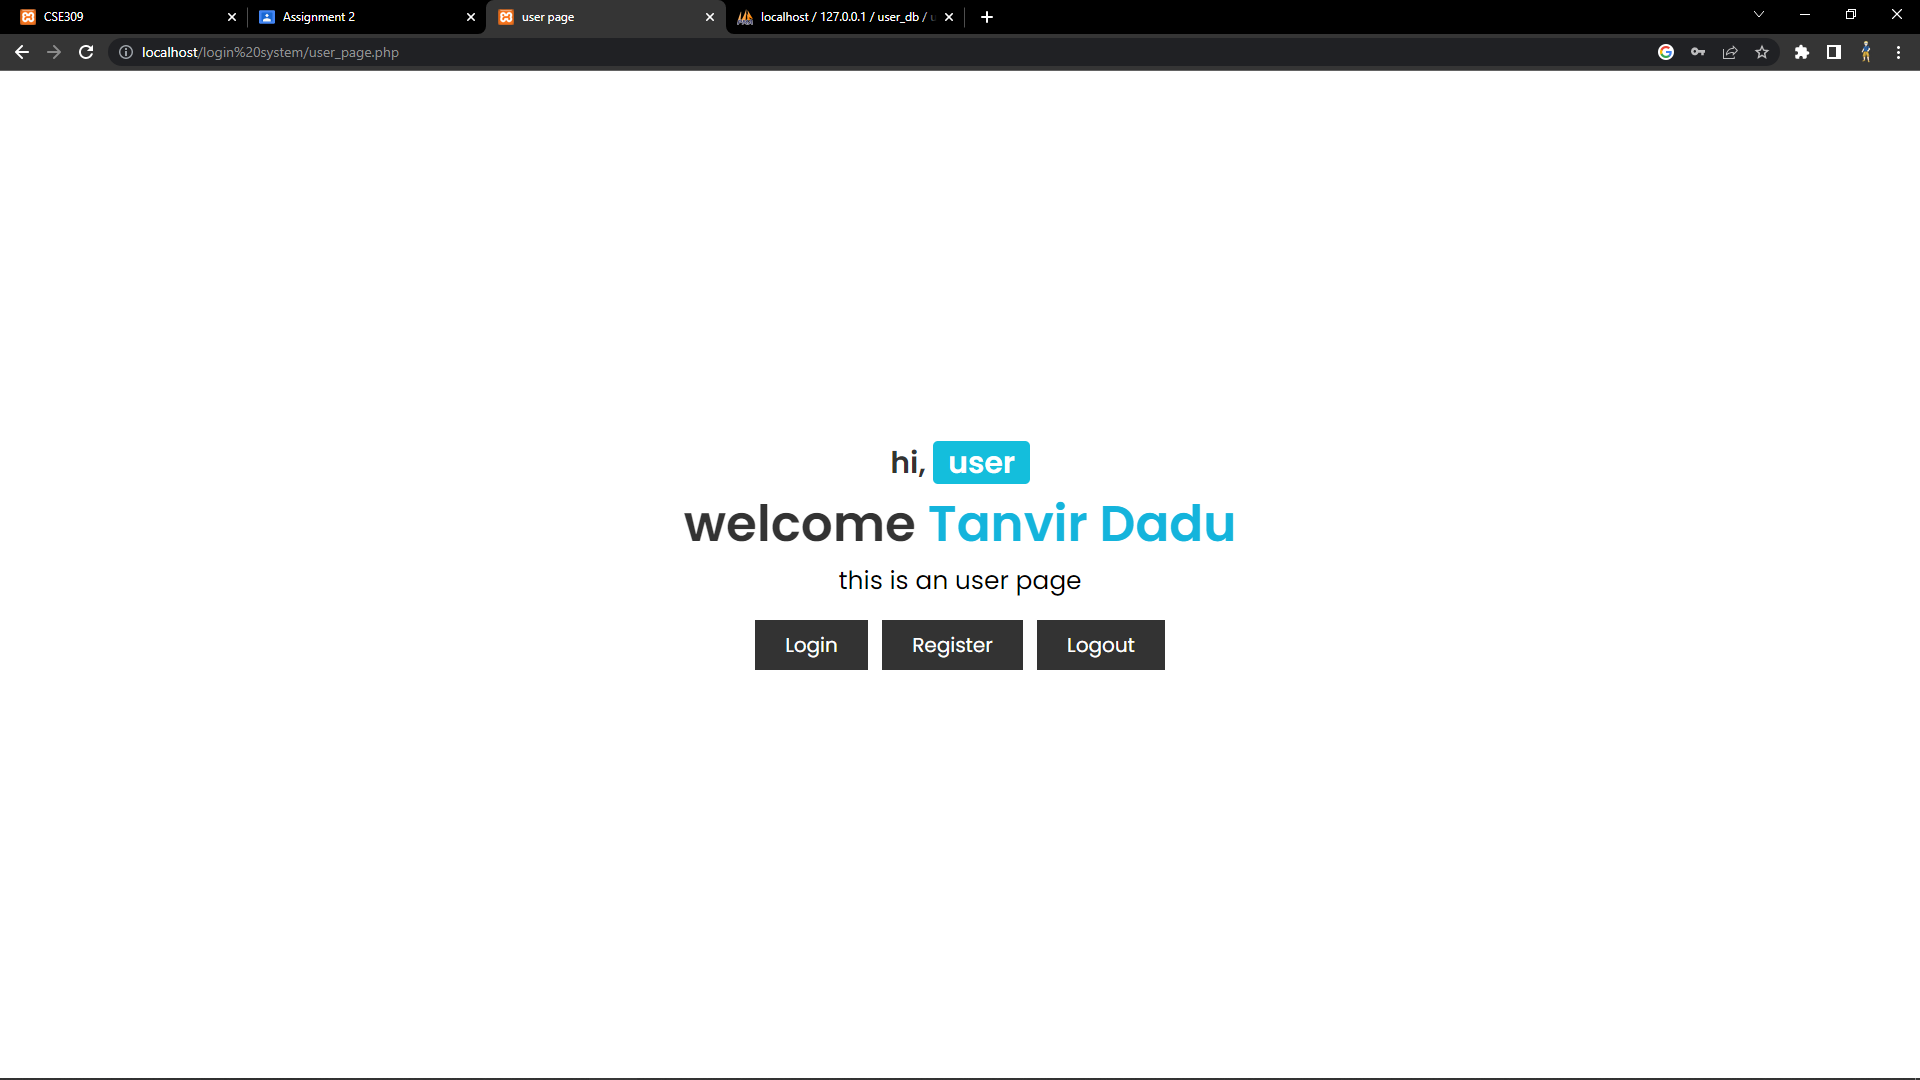 CSE309
Assignment 2
user page
localhost / 127.0.0.1 / user_db / u
localhost/login%20system/user_page.php
hi, user
welcome Tanvir Dadu
this is an user page
Login Register Logout